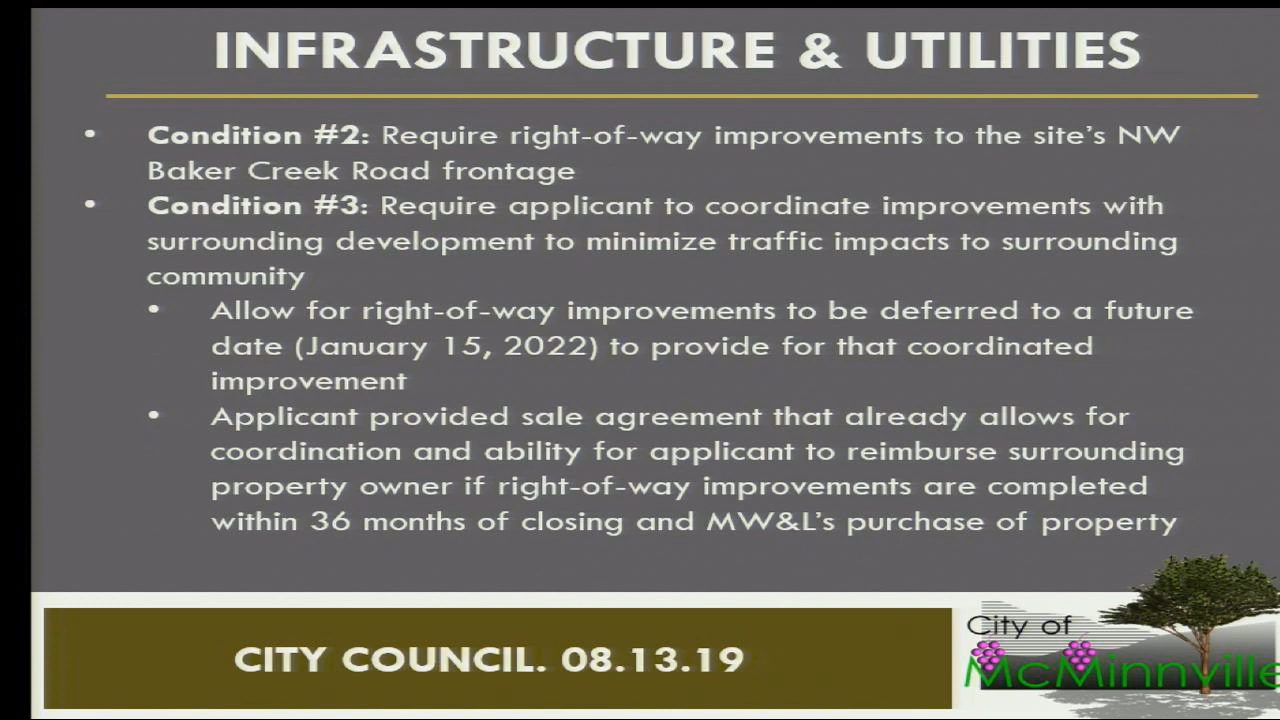 INFRASTRUCTURE & UTILITIES
• Condition #2: Require right-of-way improvements to the site's NW
Baker Creek Road frontage
• Condition #3: Require applicant to coordinate improvements with
surrounding development to minimize traffic impacts to surrounding
community
• Allow for right-of-way improvements to be deferred to a future
date (January 15, 2022) to provide for that coordinated
improvement
• Applicant provided sale agreement that already allows for
coordination and ability for applicant to reimburse surrounding
property owner if right-of-way improvements are completed
within 36 months of closing and MW&L's purchase of property
CITY COUNCIL. 08.13.19
City of
McMinnville